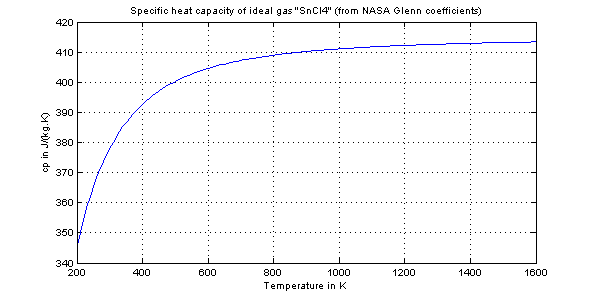 Specific heat capacity of ideal gas "SnCl4" (from NASA Glenn coefficients)
420
410
400
390
380
370
360
350
340
cp in J/(kg.K)
200 400 600 800 1000 1200 1400 1600
Temperature in K